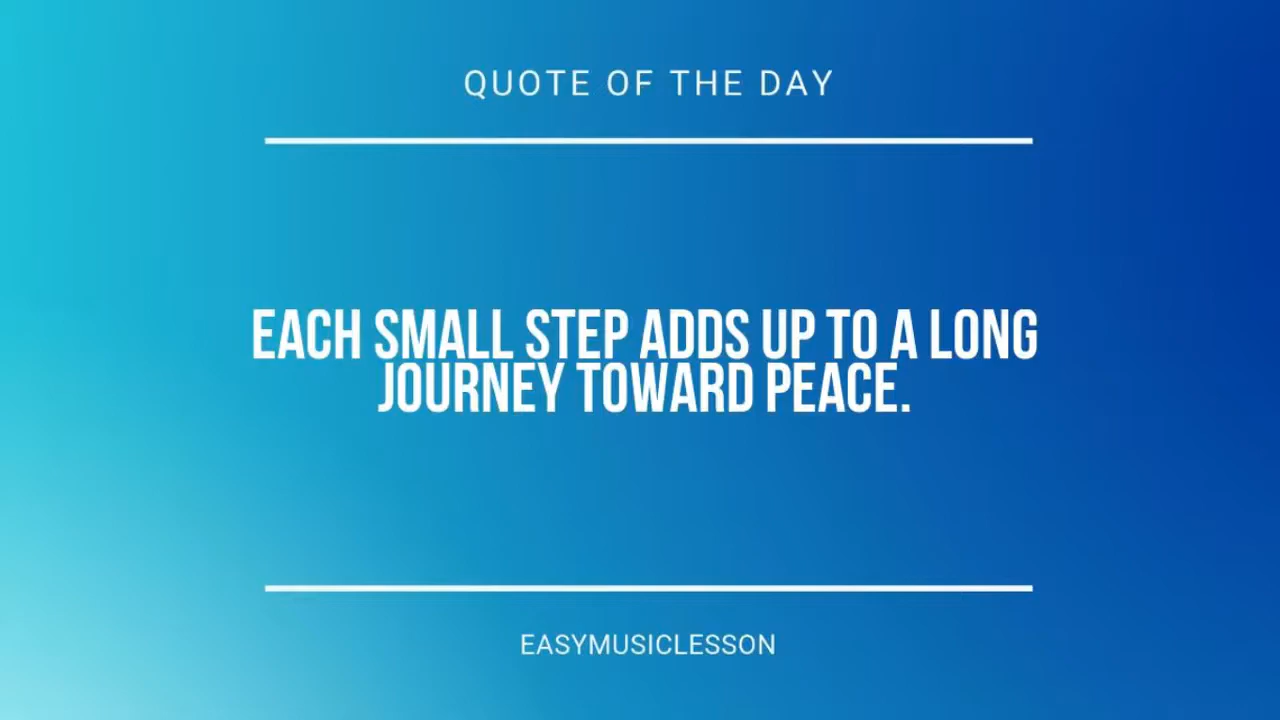 QUOTE OF THE DAY
EACH SMALL STEP ADDS UP TO A LONG
JOURNEY TOWARD PEACE.
EASYMUSICLESSON